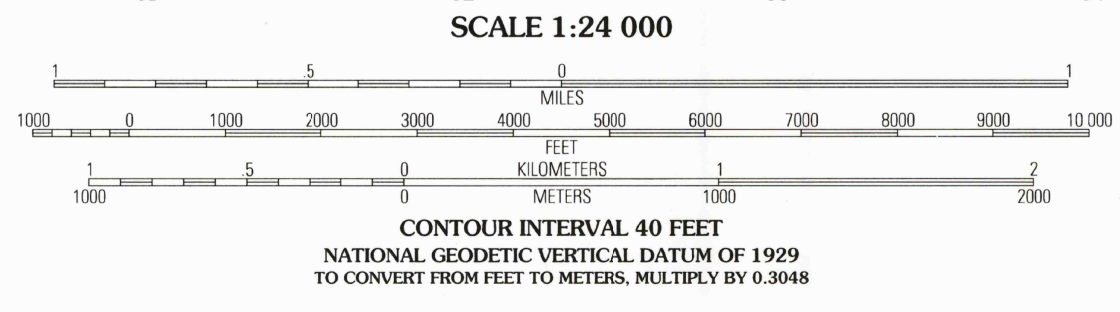 SCALE 1:24 000
1 .5 0 1
MILES
1000 0 1000 2000 3000 4000 5000 6000 7000 8000 9000 10 000
FEET
1 .5 0 KILOMETERS 1 2
1000 0 METERS 1000 2000
CONTOUR INTERVAL 40 FEET
NATIONAL GEODETIC VERTICAL DATUM OF 1929
TO CONVERT FROM FEET TO METERS, MULTIPLY BY 0.3048